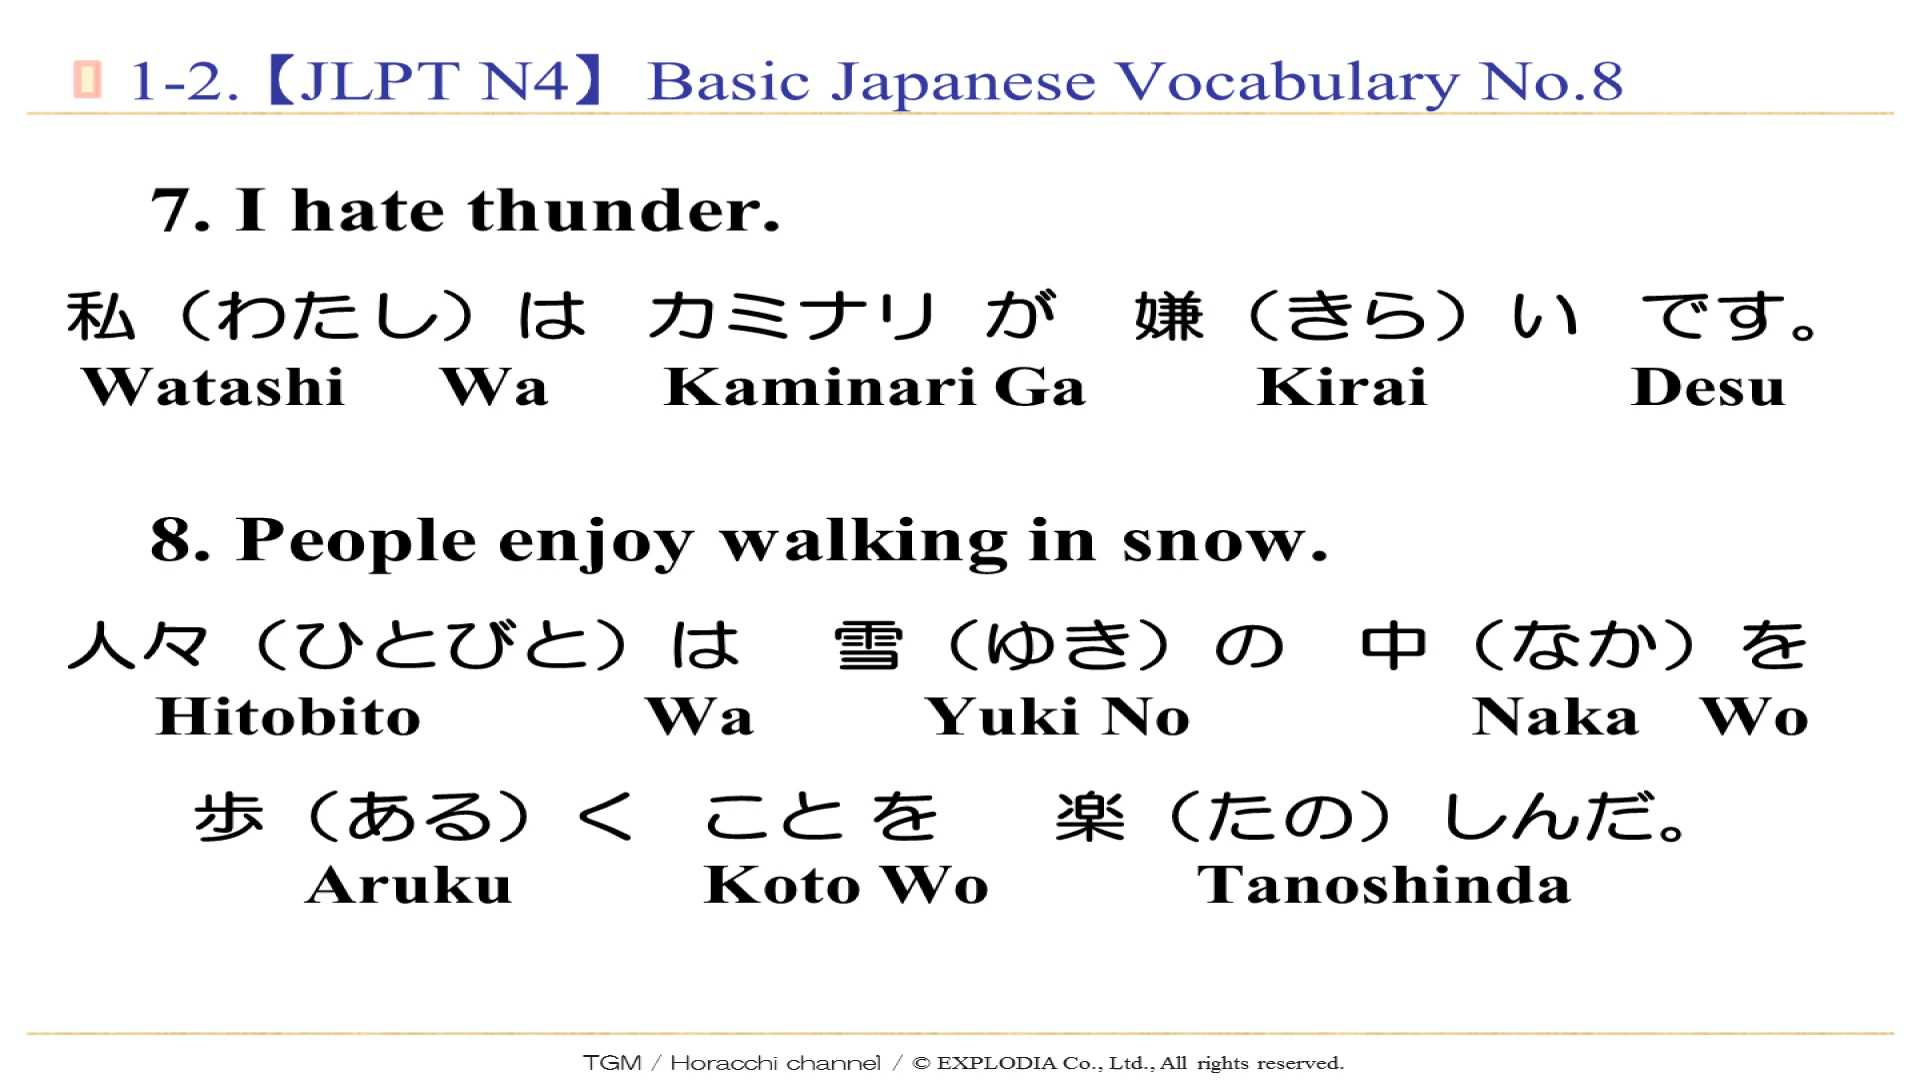 1-2.【JLPT N4】 Basic Japanese Vocabulary No.8
7. I hate thunder.
私（わたし）は カミナリ が 嫌（きら）い です。
Watashi Wa Kaminari Ga Kirai Desu
8. People enjoy walking in snow.
人々（ひとびと）は 雪（ゆき）の 中（なか）を
Hitobito Wa Yuki No Naka Wo
歩（ある）く こと を 楽（たの）しんだ。
Aruku Koto Wo Tanoshinda
TGM / Horacchi channel / © EXPLODIA Co., Ltd., All rights reserved.